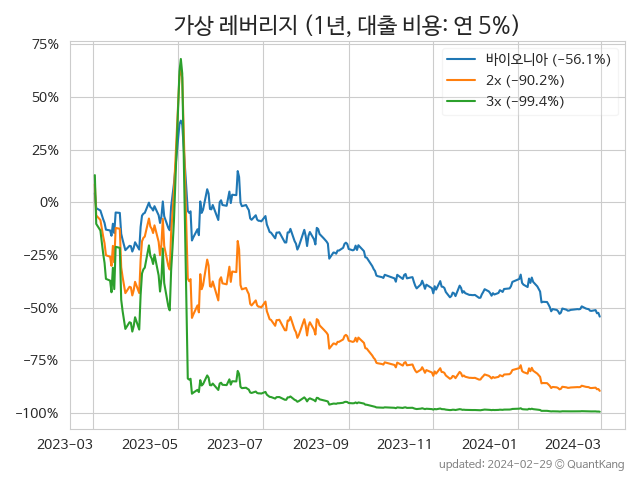 가상 레버리지 (1년, 대출 비용: 연 5%)
바이오니아 (−56.1%)
2x (−90.2%)
3x (−99.4%)
75%
50%
25%
0%
−25%
−50%
−75%
−100%
2023-03 2023-05 2023-07 2023-09 2023-11 2024-01 2024-03
updated: 2024-02-29 © QuantKang